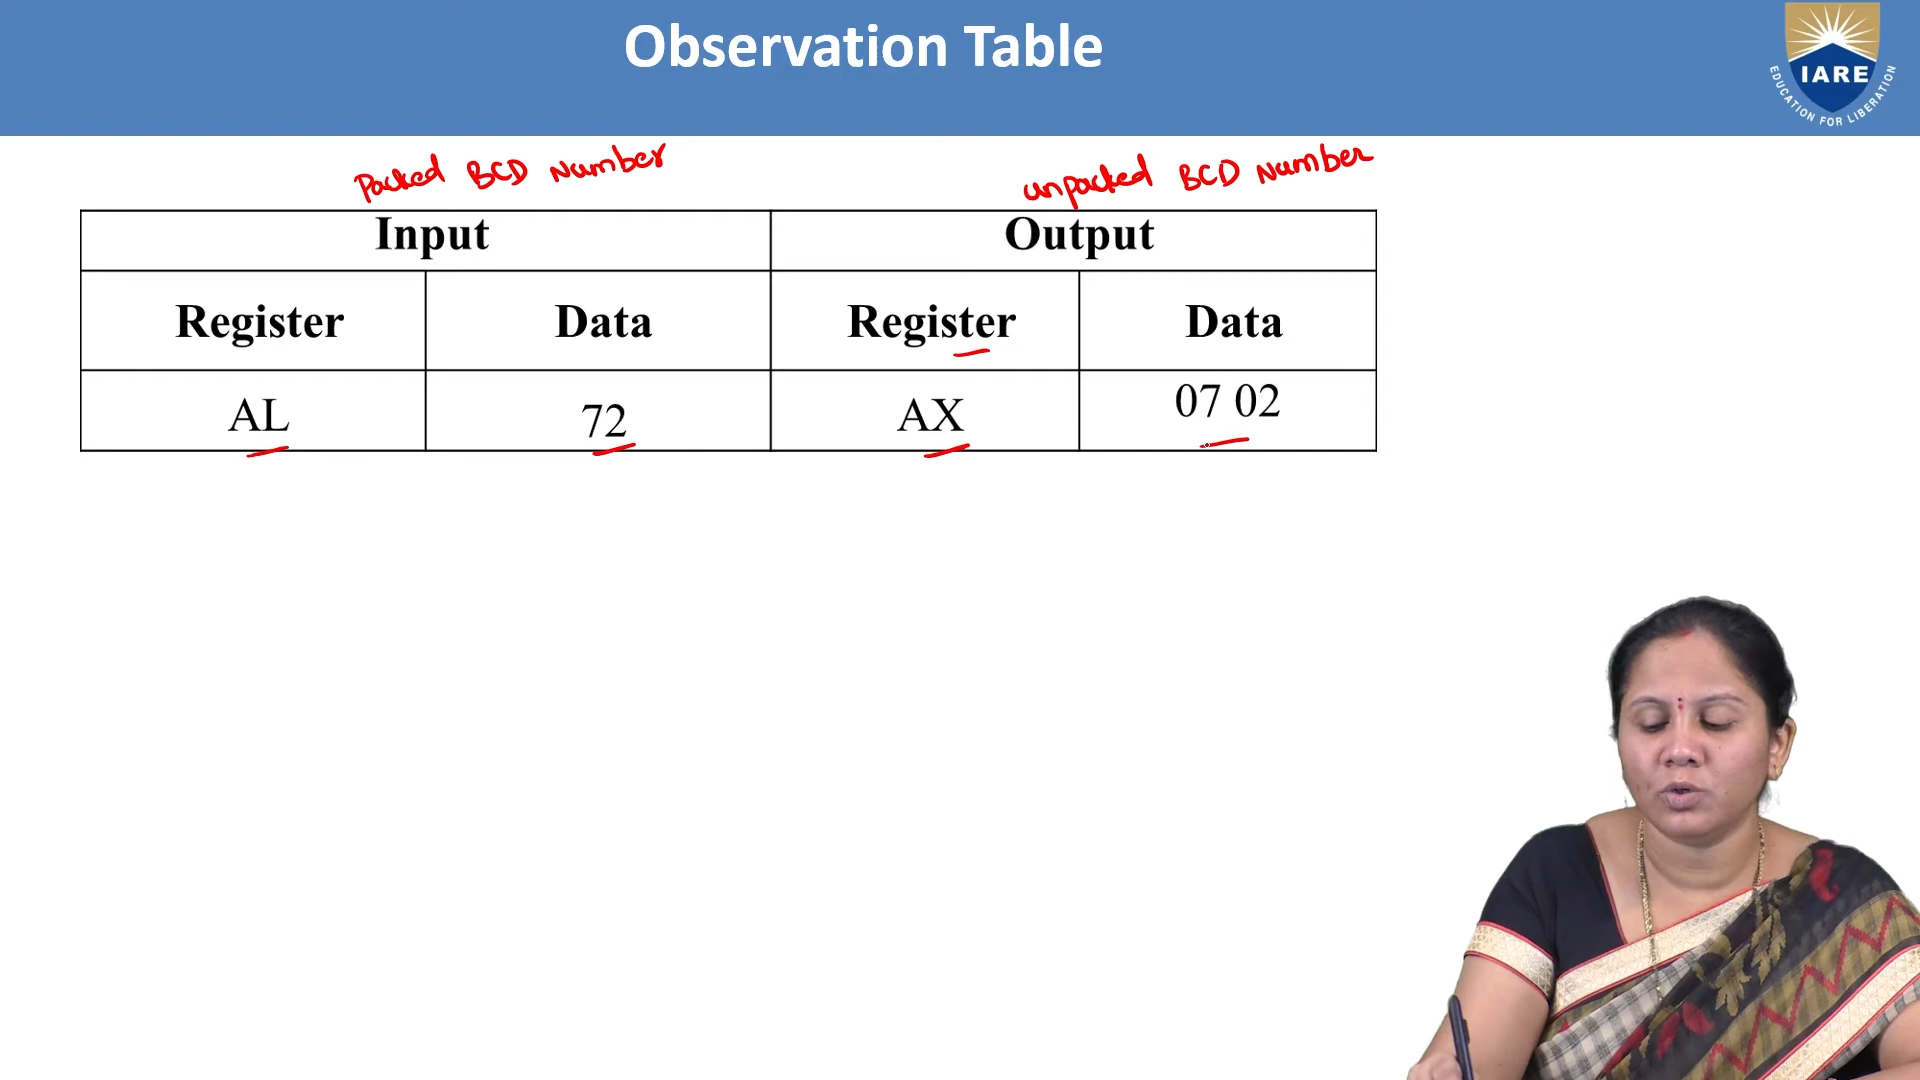 Observation Table
IARE
EDUCATION FOR LIBERATION
Packed BCD Number
unpacked BCD Number
Input Output
Register Data Register Data
AL 72 AX 07 02